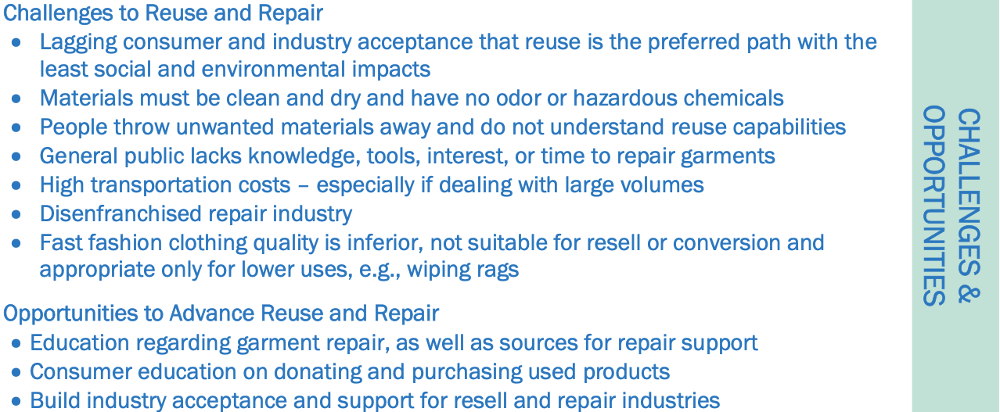 Challenges to Reuse and Repair
• Lagging consumer and industry acceptance that reuse is the preferred path with the
least social and environmental impacts
• Materials must be clean and dry and have no odor or hazardous chemicals
• People throw unwanted materials away and do not understand reuse capabilities
• General public lacks knowledge, tools, interest, or time to repair garments
• High transportation costs – especially if dealing with large volumes
• Disenfranchised repair industry
• Fast fashion clothing quality is inferior, not suitable for resell or conversion and
appropriate only for lower uses, e.g., wiping rags
Opportunities to Advance Reuse and Repair
• Education regarding garment repair, as well as sources for repair support
• Consumer education on donating and purchasing used products
• Build industry acceptance and support for resell and repair industries
CHALLENGES &
OPPORTUNITIES